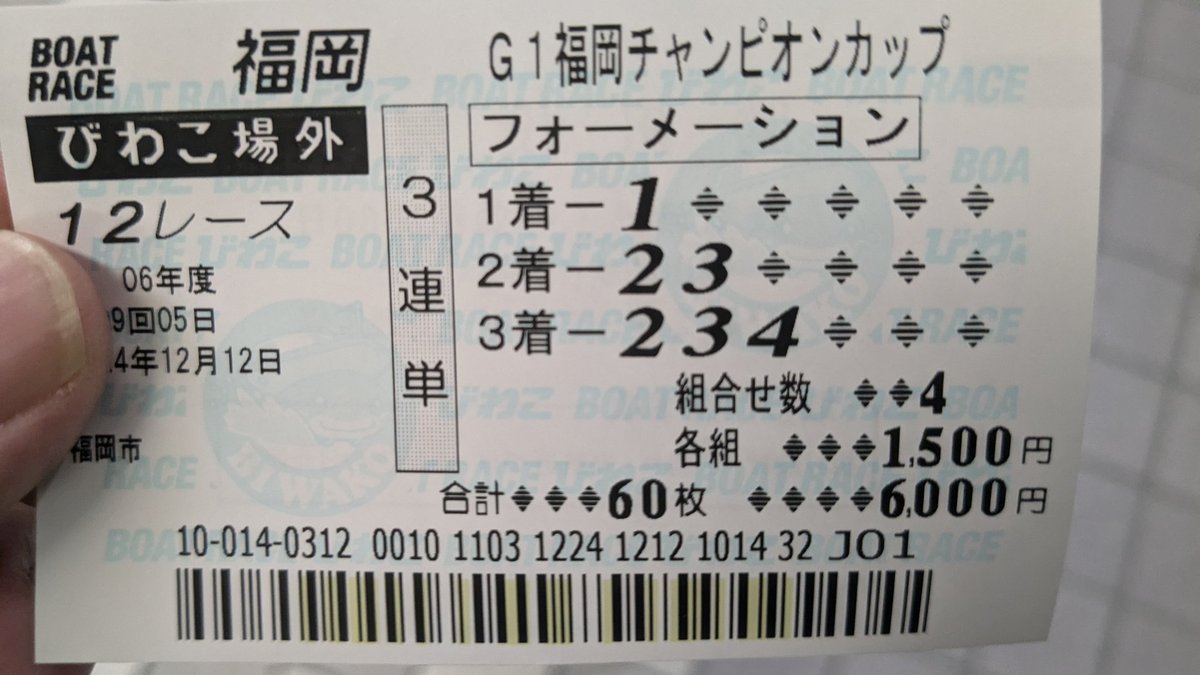 BOAT RACE 福岡 G1福岡チャンピオンカップ
びわこ場外
フォーメーション
12レース
3連単
1着ー1
2着ー2 3
3着ー2 3 4
06年度
9回05日
4年12月12日
福岡市
組合せ数 4
各組 1,500円
合計 60枚 6,000円
10-014-0312 0010 1103 1224 1212 1014 32 J01